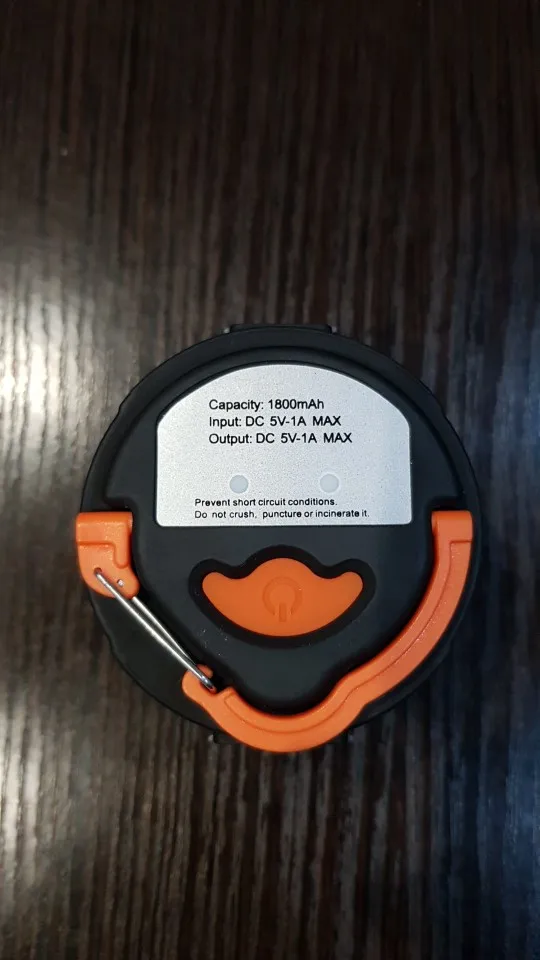 Capacity: 1800mAh
Input: DC 5V-1A MAX
Output: DC 5V-1A MAX
Prevent short circuit conditions.
Do not crush, puncture or incinerate it.